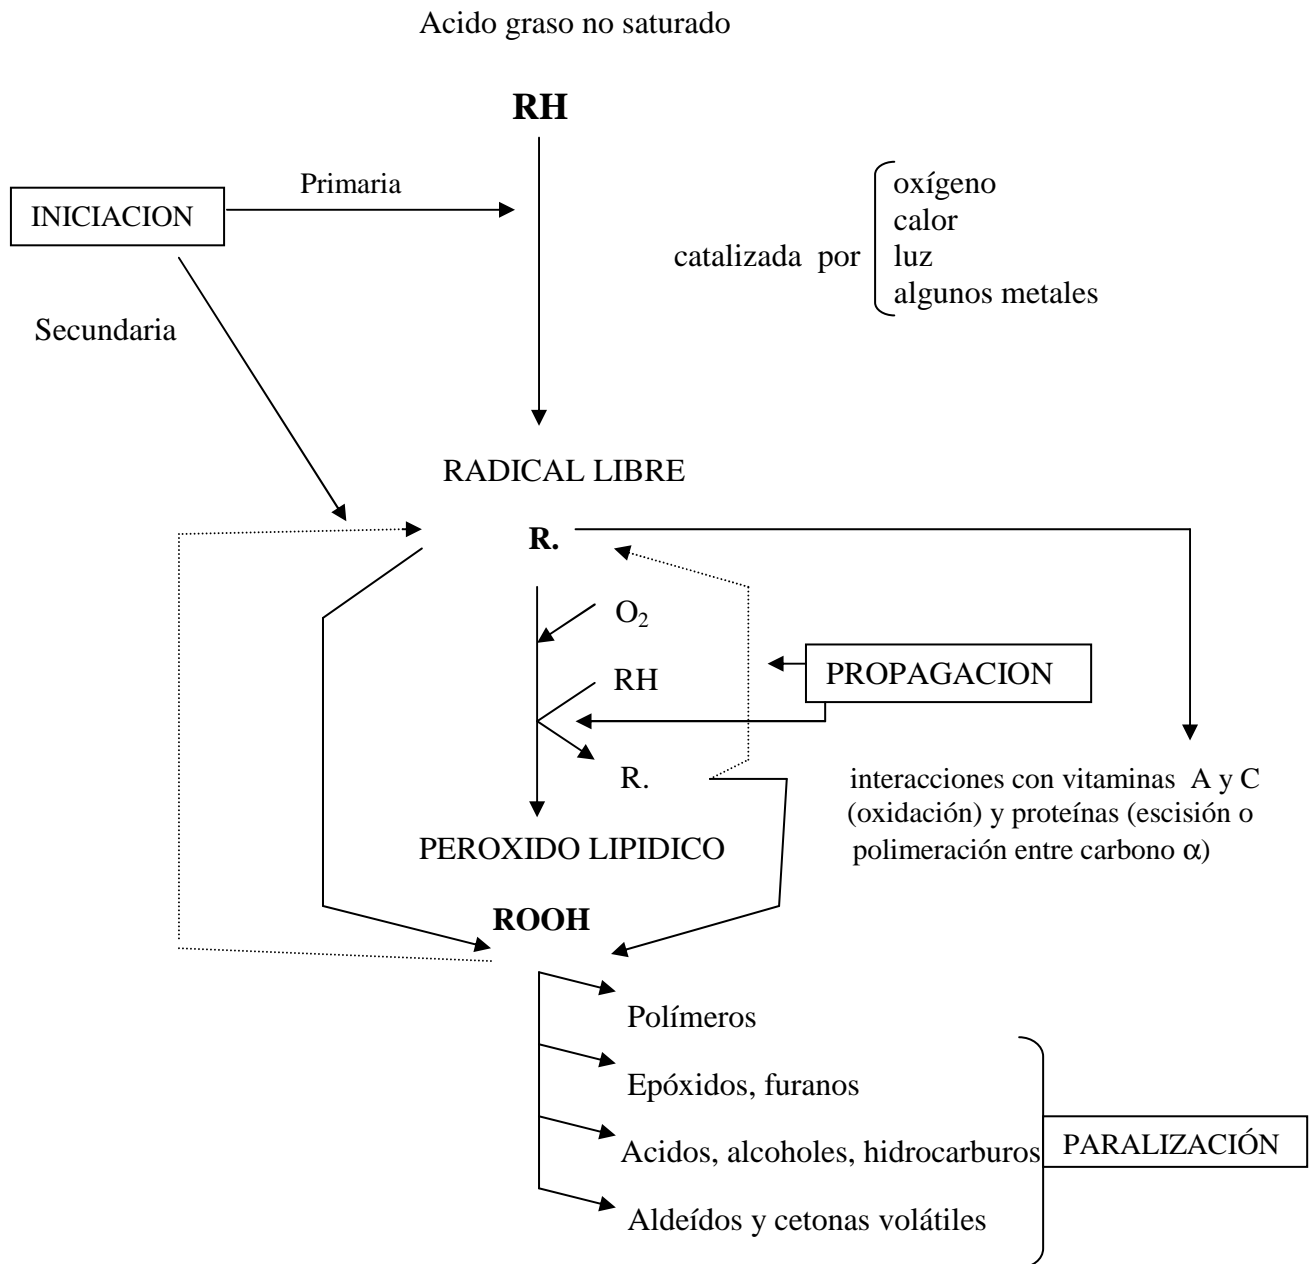 Acido graso no saturado
RH
Primaria
INICIACION
oxígeno
calor
catalizada por
luz
algunos metales
Secundaria
RADICAL LIBRE
R.
O₂
RH
PROPAGACION
R.
interacciones con vitaminas A y C
(oxidación) y proteínas (escisión o
polimeración entre carbono α)
PEROXIDO LIPIDICO
ROOH
Polímeros
Epóxidos, furanos
Acidos, alcoholes, hidrocarburos
PARALIZACIÓN
Aldeídos y cetonas volátiles